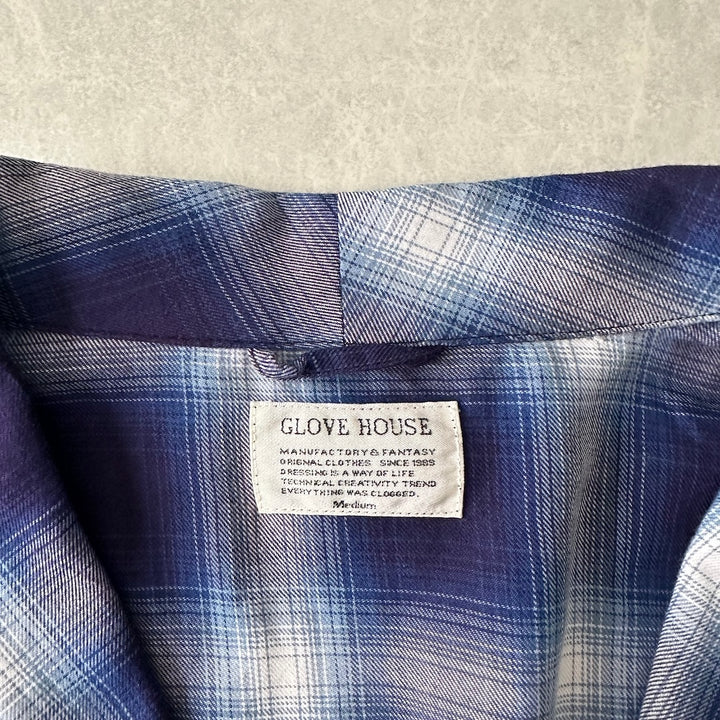 GLOVE HOUSE
MANUFACTORY & FANTASY
ORIGNAL CLOTHES SINCE 1989
DRESSING IS A WAY OF LIFE
TECHNICAL CREATIVITY TREND
EVERYTHING WAS CLOGGED.
Medium